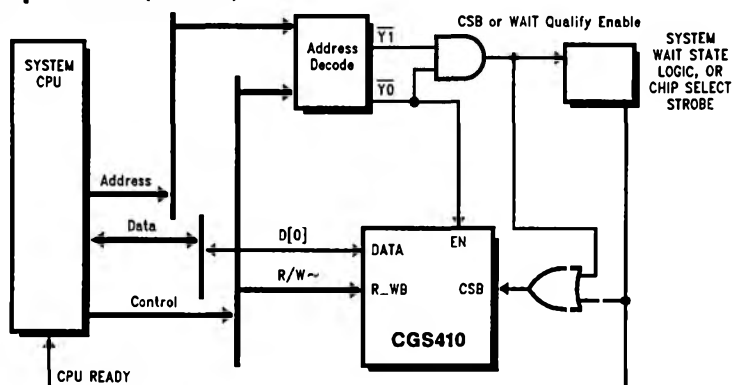 CSB or WAIT Qualify Enable
SYSTEM
WAIT STATE
LOGIC, OR
CHIP SELECT
STROBE
SYSTEM
CPU
Address
Decode
Y1
Y0
Address
Data
D[0]
DATA
EN
R/W~
R_WB
CSB
Control
CGS410
CPU READY